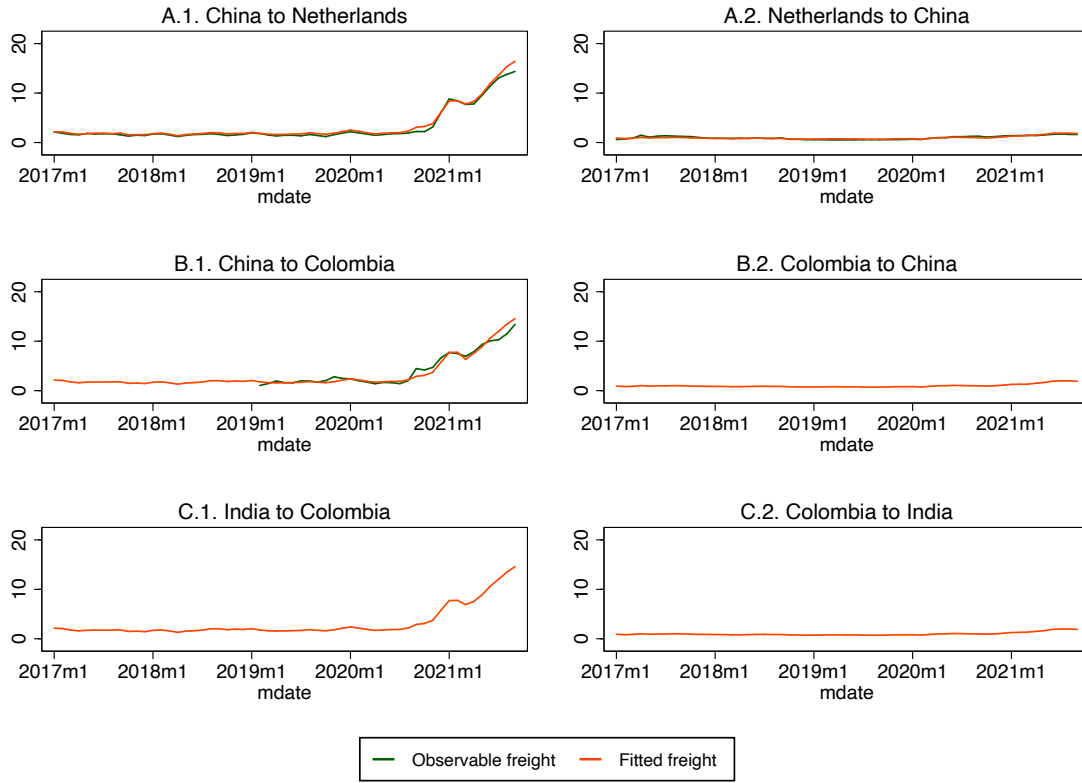 A.1. China to Netherlands
20
10
0
2017m1 2018m1 2019m1 2020m1 2021m1
mdate
A.2. Netherlands to China
20
10
0
2017m1 2018m1 2019m1 2020m1 2021m1
mdate
B.1. China to Colombia
20
10
0
2017m1 2018m1 2019m1 2020m1 2021m1
mdate
B.2. Colombia to China
20
10
0
2017m1 2018m1 2019m1 2020m1 2021m1
mdate
C.1. India to Colombia
20
10
0
2017m1 2018m1 2019m1 2020m1 2021m1
mdate
C.2. Colombia to India
20
10
0
2017m1 2018m1 2019m1 2020m1 2021m1
mdate
Observable freight Fitted freight